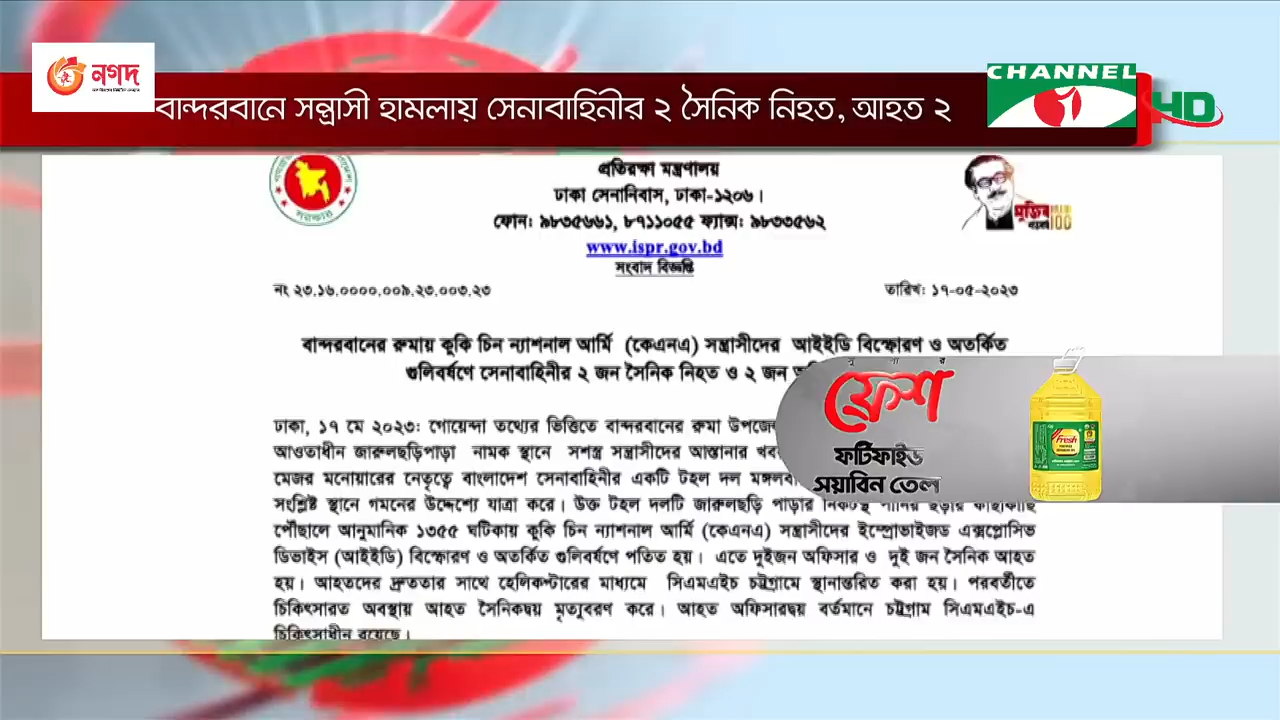 নগদ
বান্দরবানে সন্ত্রাসী হামলায় সেনাবাহিনীর ২ সৈনিক নিহত, আহত ২
CHANNEL
HD
প্রতিরক্ষা মন্ত্রণালয়
ঢাকা সেনানিবাস, ঢাকা-১২০৬।
ফোন: ৯৮৩৫৬৬১, ৮৭১১০৫৫ ফ্যাক্স: ৯৮৩৩৫৬২
www.ispr.gov.bd
সংবাদ বিজ্ঞপ্তি
নং ২৩.১৬.০০০০.০০৯.২৩.০০৩.২৩
তারিখ: ১৭-০৫-২০২৩
সরকার
মুজিব
100
বান্দরবানের রুমায় কুকি চিন ন্যাশনাল আর্মি (কেএনএ) সন্ত্রাসীদের আইইডি বিস্ফোরণ ও অতর্কিত
গুলিবর্ষণে সেনাবাহিনীর ২ জন সৈনিক নিহত ও ২ জন
ঢাকা, ১৭ মে ২০২৩: গোয়েন্দা তথ্যের ভিত্তিতে বান্দরবানের রুমা
আওতাধীন জারুলছড়িপাড়া নামক স্থানে সশস্ত্র সন্ত্রাসীদের আস্তানার
মেজর মনোয়ারের নেতৃত্বে বাংলাদেশ সেনাবাহিনীর একটি টহল দল
সংশ্লিষ্ট স্থানে গমনের উদ্দেশ্যে যাত্রা করে। উক্ত টহল দলটি জারুলছড়ি পাড়ার নিকটস্থ পানির ছড়ার কাছাকাছি
পৌঁছালে আনুমানিক ১৩৫৫ ঘটিকায় কুকি চিন ন্যাশনাল আর্মি (কেএনএ) সন্ত্রাসীদের ইম্প্রোভাইজড এক্সপ্লোসিভ
ডিভাইস (আইইডি) বিস্ফোরণ ও অতর্কিত গুলিবর্ষণে পতিত হয়। এতে দুইজন অফিসার ও দুই জন সৈনিক আহত
হয়। আহতদের দ্রুততার সাথে হেলিকপ্টারের মাধ্যমে সিএমএইচ চট্টগ্রামে স্থানান্তরিত করা হয়। পরবর্তীতে
চিকিৎসারত অবস্থায় আহত সৈনিকদ্বয় মৃত্যুবরণ করে। আহত অফিসারদ্বয় বর্তমানে চট্টগ্রাম সিএমএইচ-এ
চিকিৎসাধীন রয়েছে।
সুপার
ফ্রেশ
ফর্টিফাইড
সয়াবিন তেল
Fresh